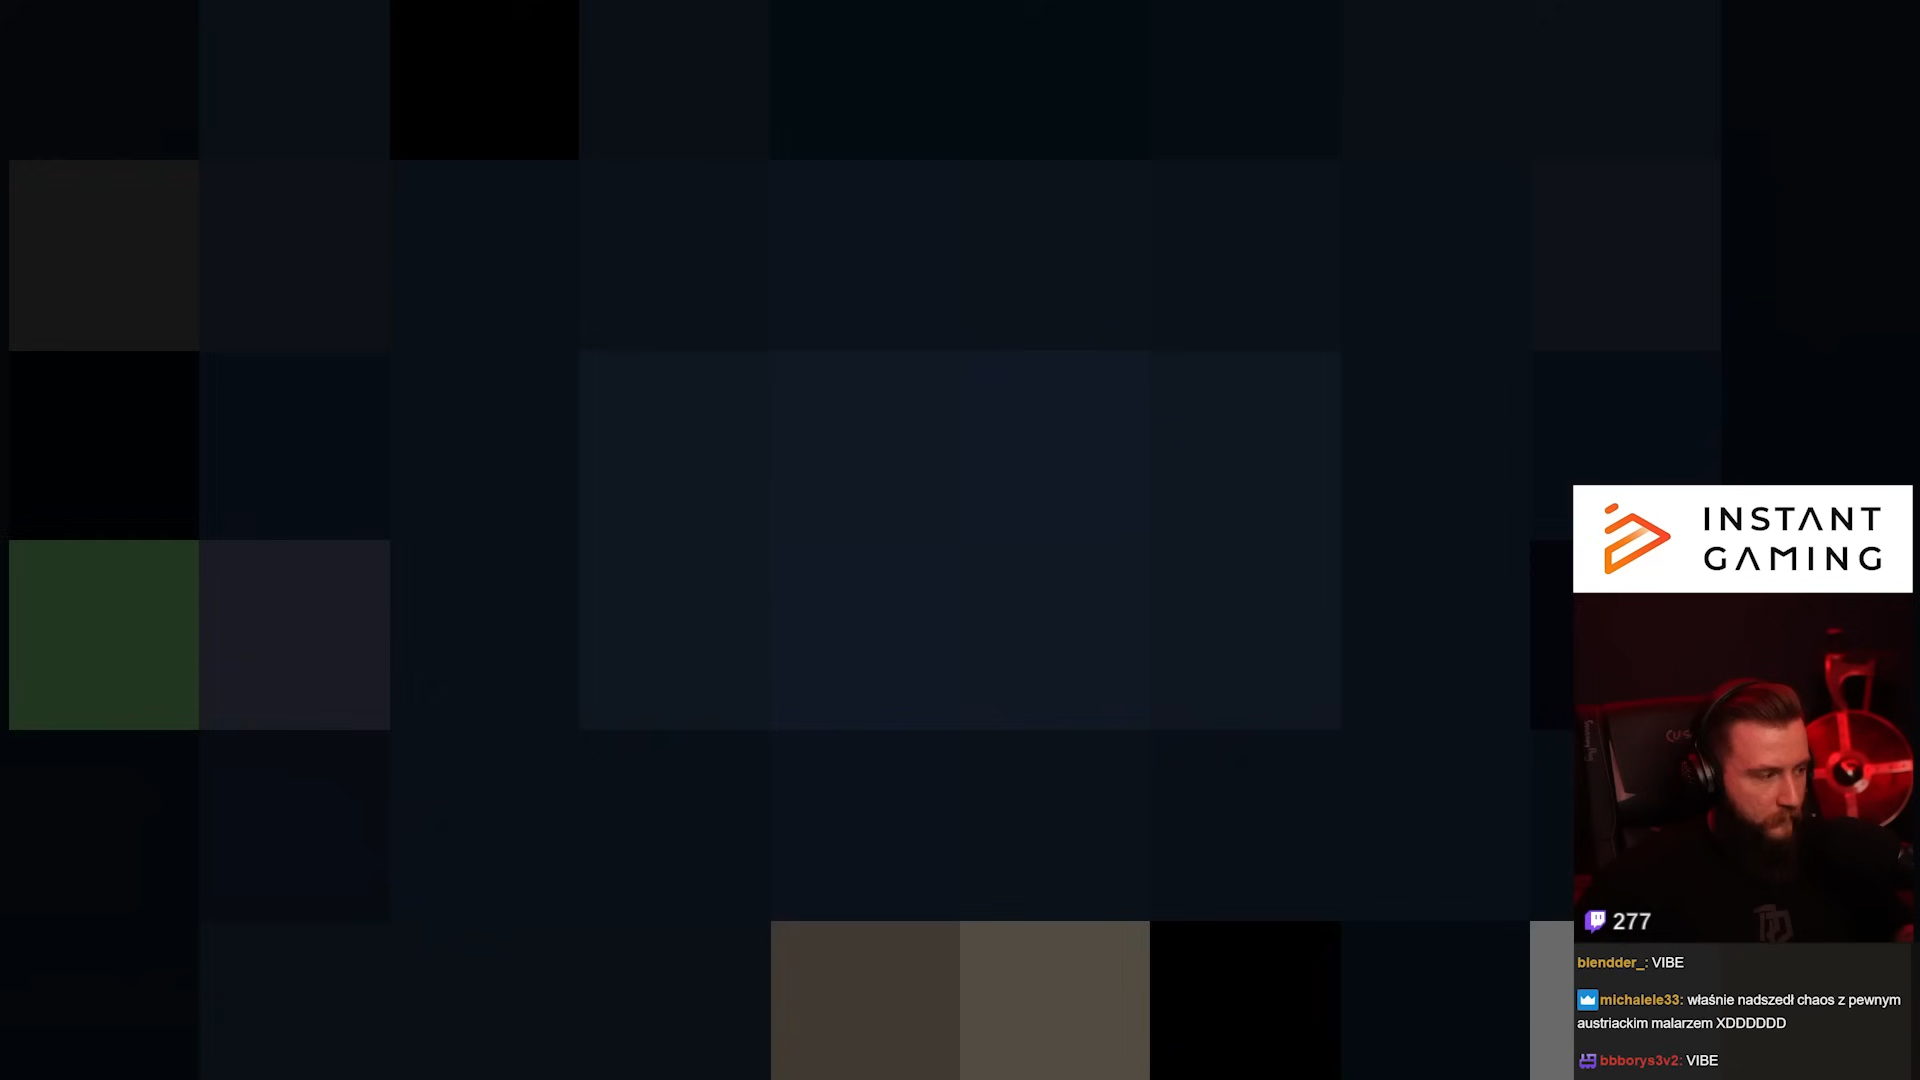 INSTANT
GAMING
277
blendder_: VIBE
michalele33: właśnie nadszedł chaos z pewnym
austriackim malarzem XDDDDDD
bbborys3v2: VIBE